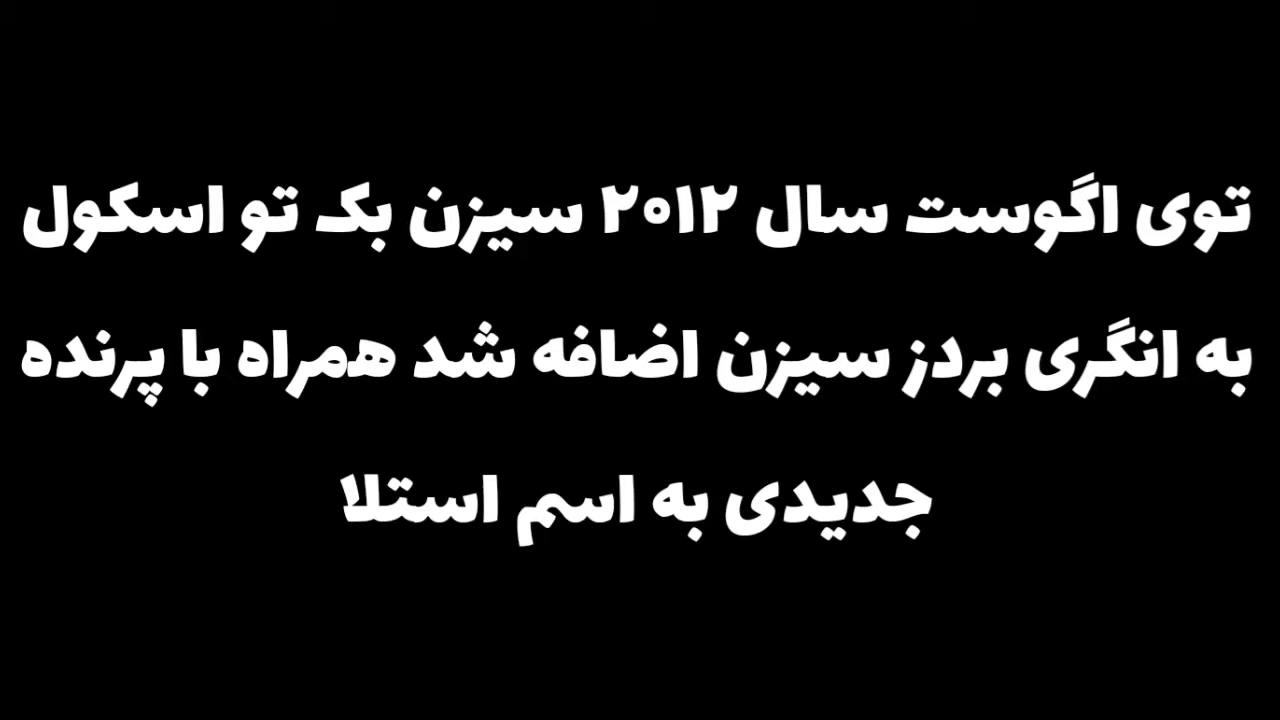 توی اگوست سال ۲۰۱۲ سیزن بک تو اسکول
به انگری بردز سیزن اضافه شد همراه با پرنده
جدیدی به اسم استلا